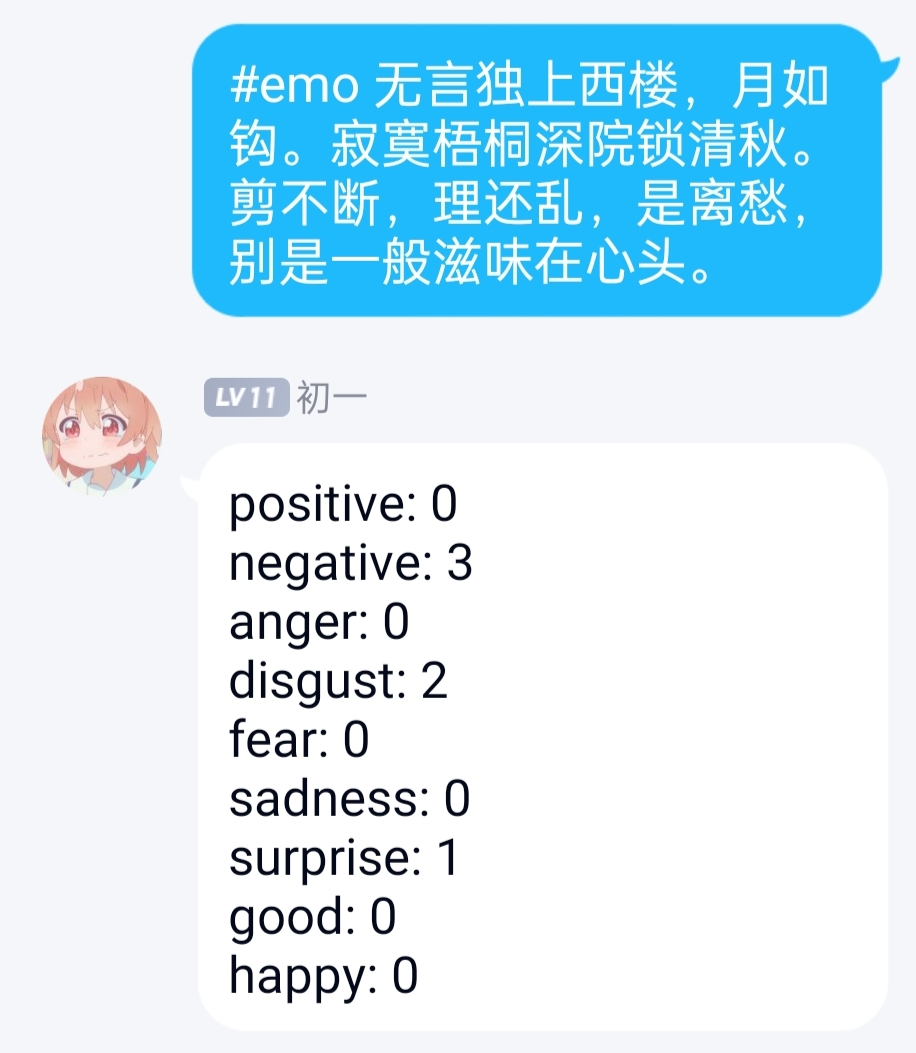 #emo 无言独上西楼，月如
钩。寂寞梧桐深院锁清秋。
剪不断，理还乱，是离愁，
别是一般滋味在心头。
LV11 初一
positive: 0
negative: 3
anger: 0
disgust: 2
fear: 0
sadness: 0
surprise: 1
good: 0
happy: 0